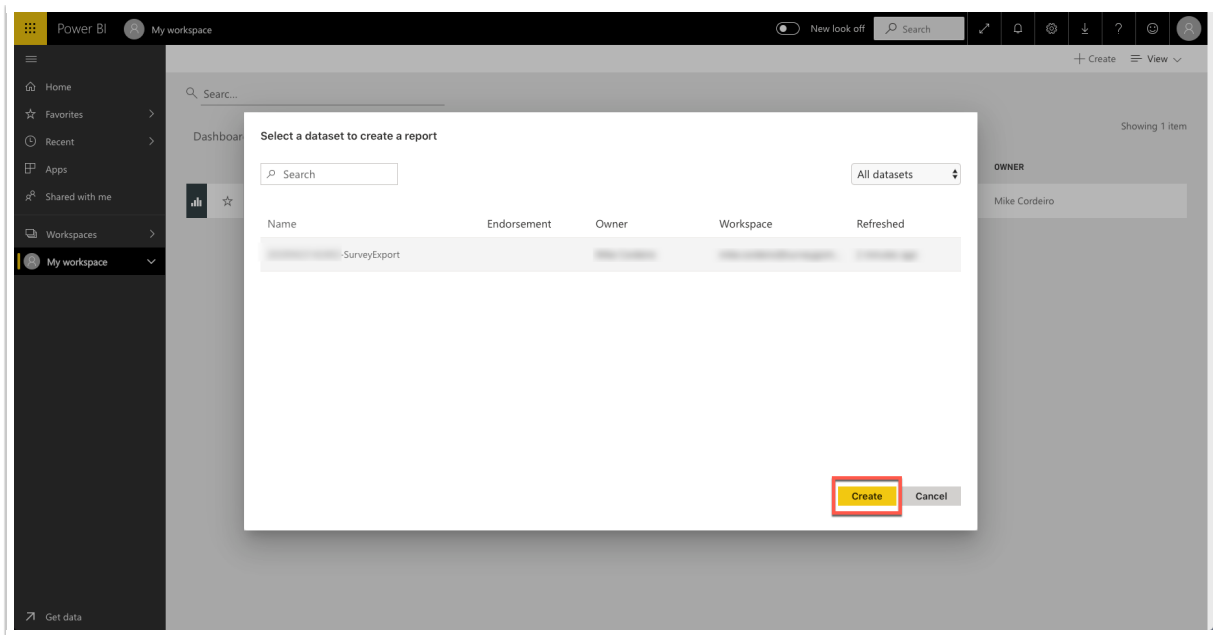 Power BI My workspace New look off Search ?
+ Create View
Home
Searc...
Favorites
Showing 1 item
Recent
Dashboar
Select a dataset to create a report
Apps
Search
All datasets
OWNER
Shared with me
Mike Cordeiro
Name Endorsement Owner Workspace Refreshed
Workspaces
-SurveyExport
My workspace
Create Cancel
Get data